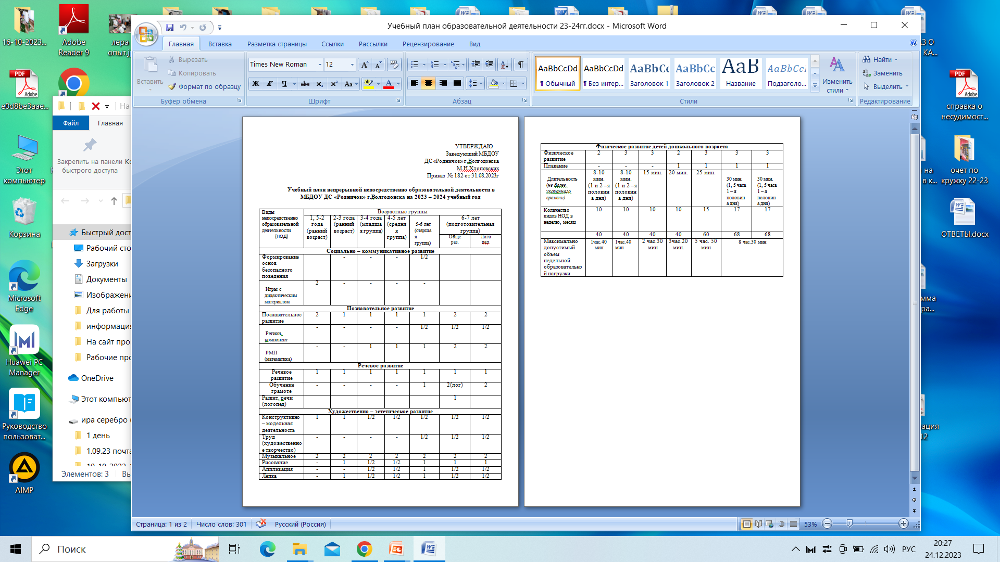 Учебный план образовательной деятельности 23-24гг.docx - Microsoft Word
Главная Вставка Разметка страницы Ссылки Рассылки Рецензирование Вид
Вставить
Вырезать
Копировать
Формат по образцу
Буфер обмена
Times New Roman 12
Шрифт
Абзац
AaBbCcDd AaBbCcDd AaBbCc AaBbCc AaB AaBbCcI
¶ Обычный ¶ Без интер... Заголовок 1 Заголовок 2 Название Подзаголо...
Изменить стили
Стили
Найти
Заменить
Выделить
Редактирование
16-10-2023...
Adobe Reader 9
лера опыт.j
e0d8be3aae...
Этот компьютер
Корзина
Microsoft Edge
Huawei PC Manager
Руководство пользоват...
AIMP
На
Файл Главная
Закрепить на панели быстрого доступа
Ко
Быстрый дост
Рабочий сто
Загрузки
Документы
Изображени
Для работы
информация
На сайт про
Рабочие про
OneDrive
Этот компьют
ира серебро (
1 день
1.09.23 почта
Элементов: 3 Вы
УТВЕРЖДАЮ
Заведующий МБДОУ
ДС «Родничок» г.Волгодонска
М.Н.Хлоповских
Приказ № 182 от 31.08.2023г
Учебный план непрерывной непосредственно образовательной деятельности в
МБДОУ ДС «Родничок» г.Волгодонска на 2023 – 2024 учебный год
Виды непосредственно образовательной деятельности (НОД)
Возрастные группы
1, 5-2 года (ранний возраст)
2-3 года (ранний возраст)
3-4 года (младшая группа)
4-5 лет (средняя группа)
5-6 лет (старшая группа)
6-7 лет (подготовительная группа)
Обще раз.
Лого пед.
Социально – коммуникативное развитие
Формирование основ безопасного поведения - - - 1/2
Игры с дидактическим материалом 2 - - - -
Познавательное развитие
Познавательное развитие 2 1 1 1 1 2 2
Регион. компонент - - - - 1/2 1/2 1/2
РМП (математика) - - 1 1 1 2 2
Речевое развитие
Речевое развитие 1 1 1 1 1 1 1
Обучение грамоте - - - - 1 2(лог) 2
Развит. речи (логопед) 1
Художественно – эстетическое развитие
Конструктивно – модельная деятельность 1 1 1/2 1/2 1/2 1/2 1/2
Труд (художественное творчество) - - - - 1/2 1/2 1/2
Музыкальное 2 2 2 2 2 2 2
Рисование - 1 1/2 1/2 1 1 1
Аппликация - - 1/2 1/2 1 1/2 1/2
Лепка - 1 1/2 1/2 1 1/2 1/2
Физическое развитие детей дошкольного возраста
Физическое развитие 2 3 3 2 3 3 3
Плавание - - - 1 1 1 1
Длительность (не более указанного времени)
8-10 мин. (1 и 2 –я половина дня)
8-10 мин. (1 и 2 –я половина дня)
15 мин. 20 мин. 25 мин.
30 мин. (1, 5 часа 1 – я половина дня)
30 мин. (1, 5 часа 1 – я половина дня)
Количество видов НОД в неделю, месяц 10 10 10 10 15 17 17
40 40 40 40 60 68 68
Максимально допустимый объем недельной образовательной нагрузки 1час.40 мин 1час.40 мин 2 час.30 мин 3час.20 мин. 5 час. 50 мин 8 час.30 мин
справка о несудимост...
очет по кружку 22-23
ОТВЕТЫ.docx
Страница: 1 из 2 Число слов: 301 Русский (Россия) 53%
Поиск
РУС
20:27
24.12.2023